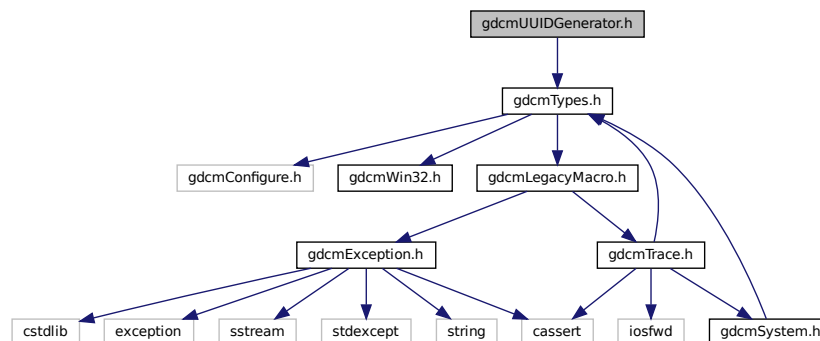 gdcmUUIDGenerator.h
gdcmTypes.h
gdcmConfigure.h
gdcmWin32.h
gdcmLegacyMacro.h
gdcmException.h
gdcmTrace.h
cstdlib
exception
sstream
stdexcept
string
cassert
iosfwd
gdcmSystem.h